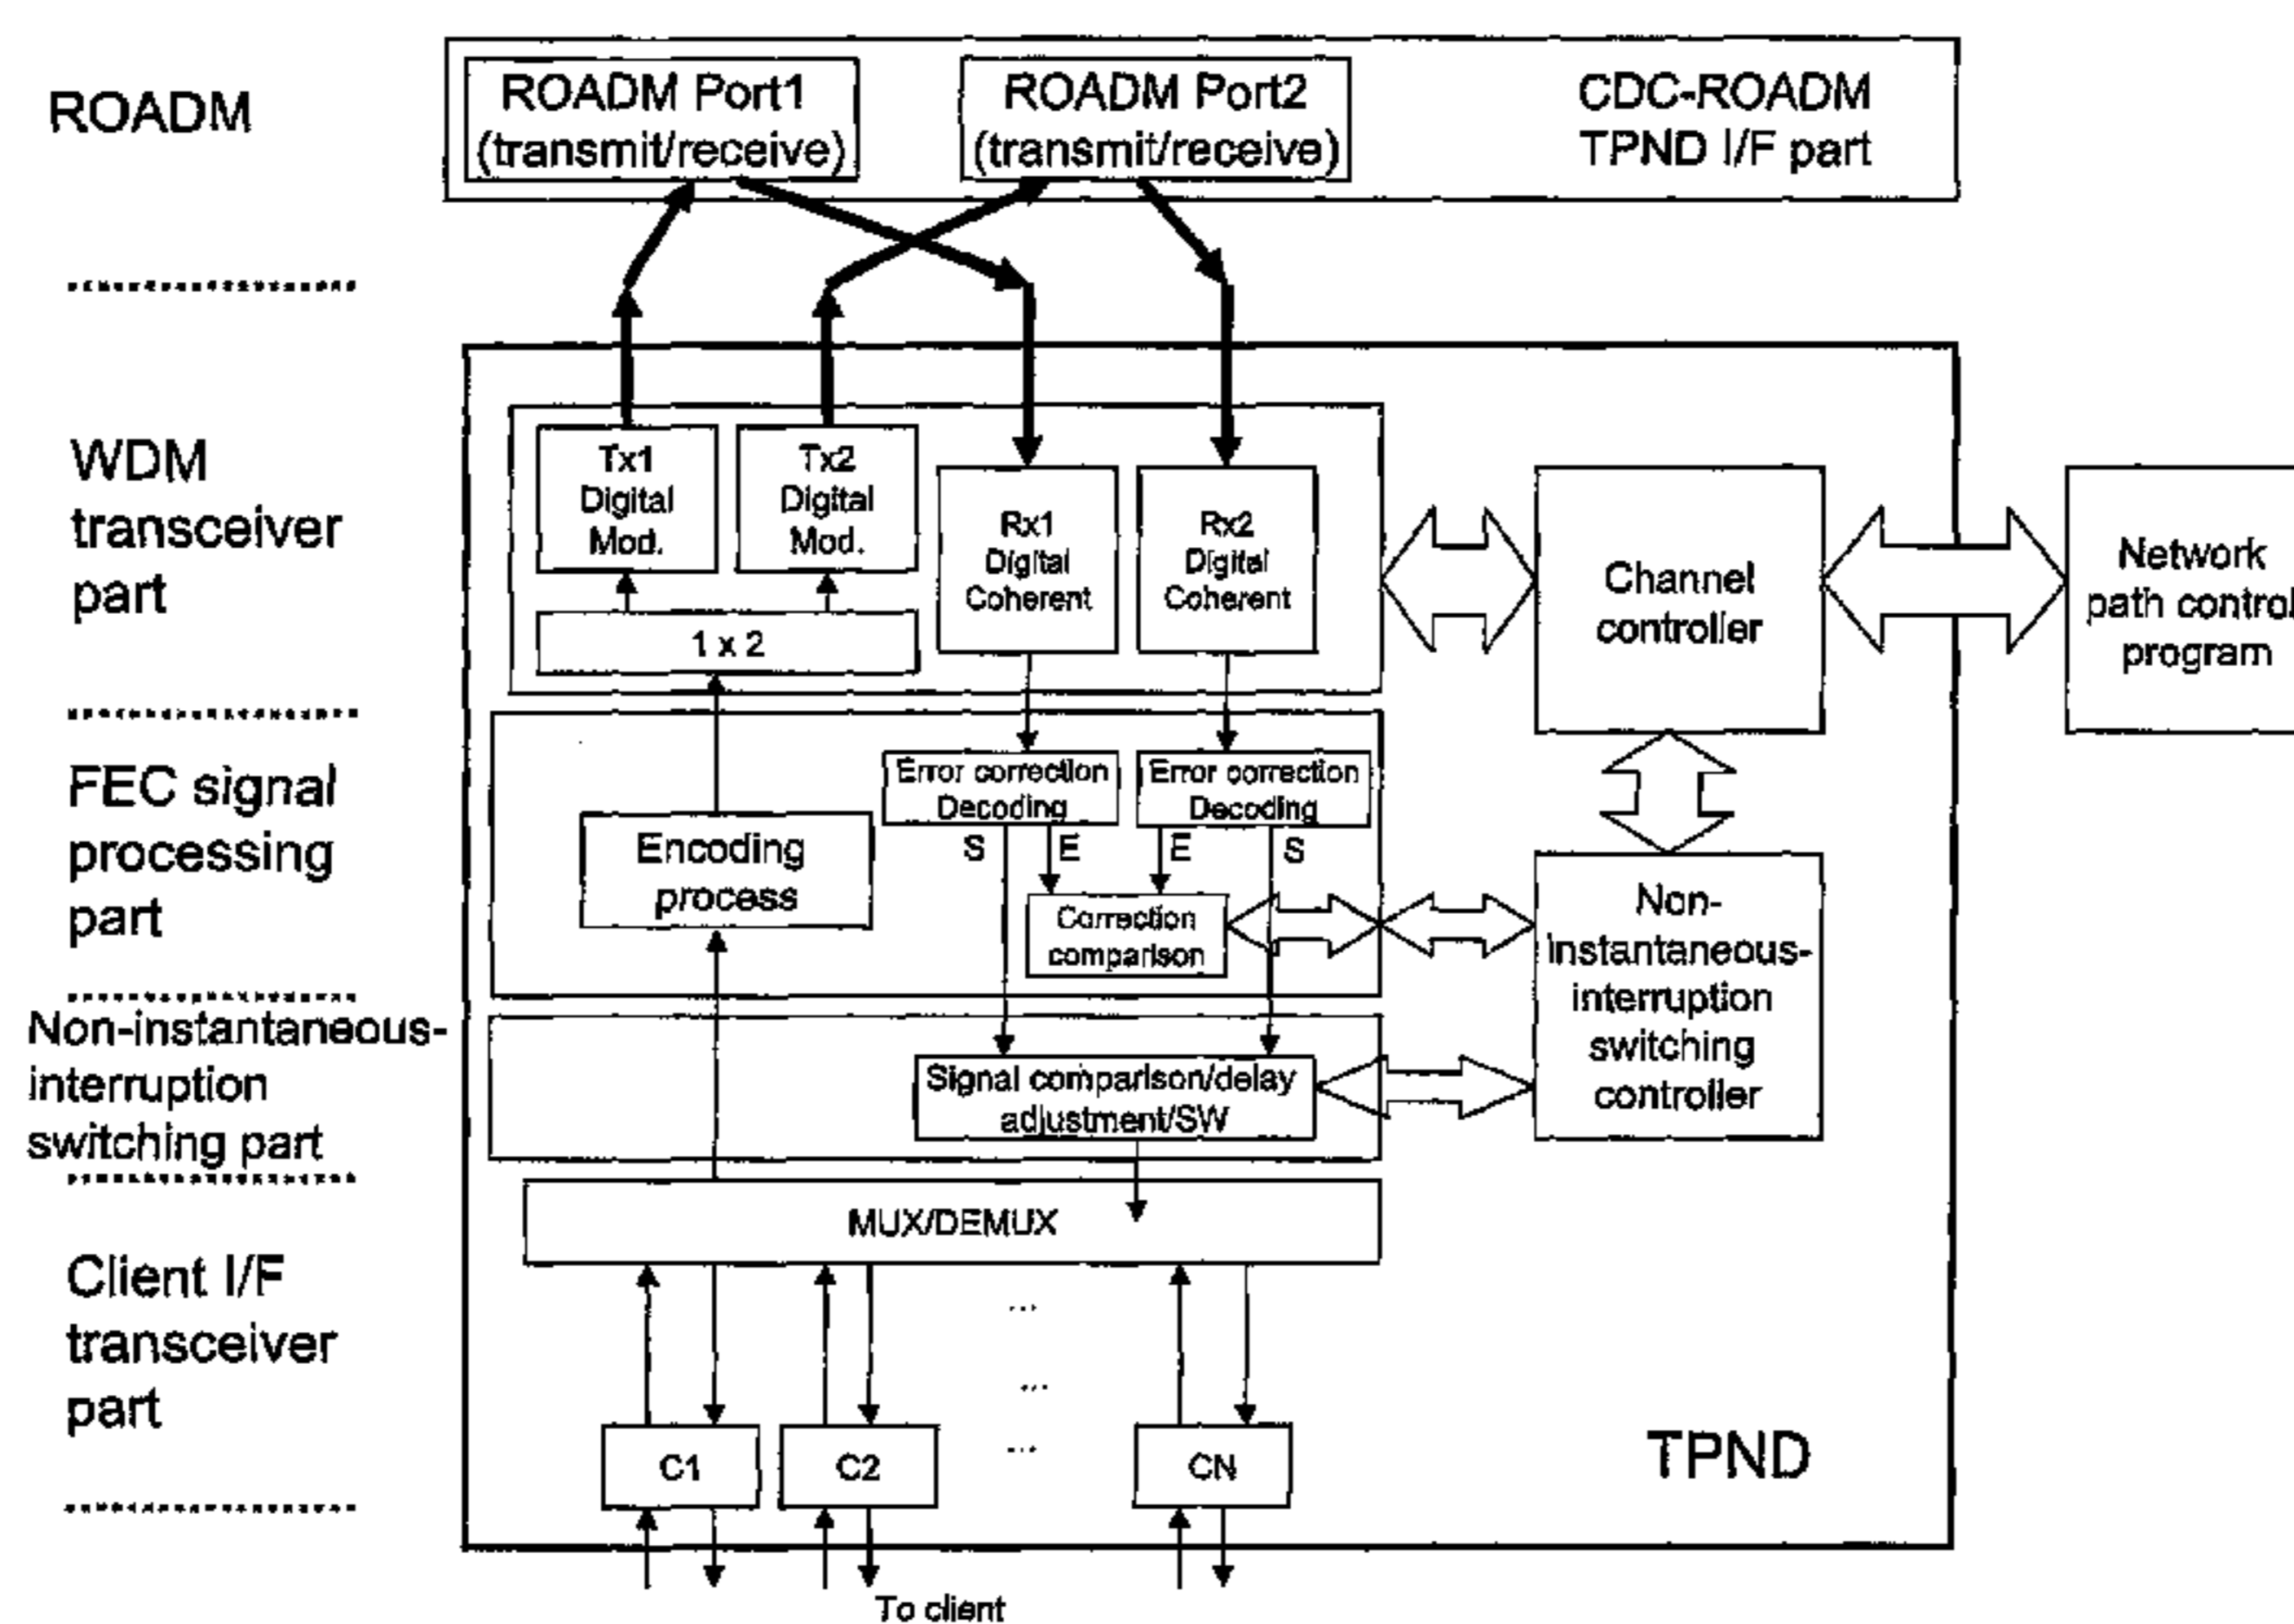 ROADM
ROADM Port1
(transmit/receive)
ROADM Port2
(transmit/receive)
CDC-ROADM
TPND I/F part
WDM
transceiver
part
Tx1
Digital
Mod.
Tx2
Digital
Mod.
Rx1
Digital
Coherent
Rx2
Digital
Coherent
1 x 2
Channel
controller
Network
path control
program
FEC signal
processing
part
Encoding
process
Error correction
Decoding
Error correction
Decoding
S
E
E
S
Correction
comparison
Non-
instantaneous-
interruption
switching
controller
Non-instantaneous-
interruption
switching part
Signal comparison/delay
adjustment/SW
Client I/F
transceiver
part
MUX/DEMUX
...
...
...
C1
C2
CN
TPND
To client